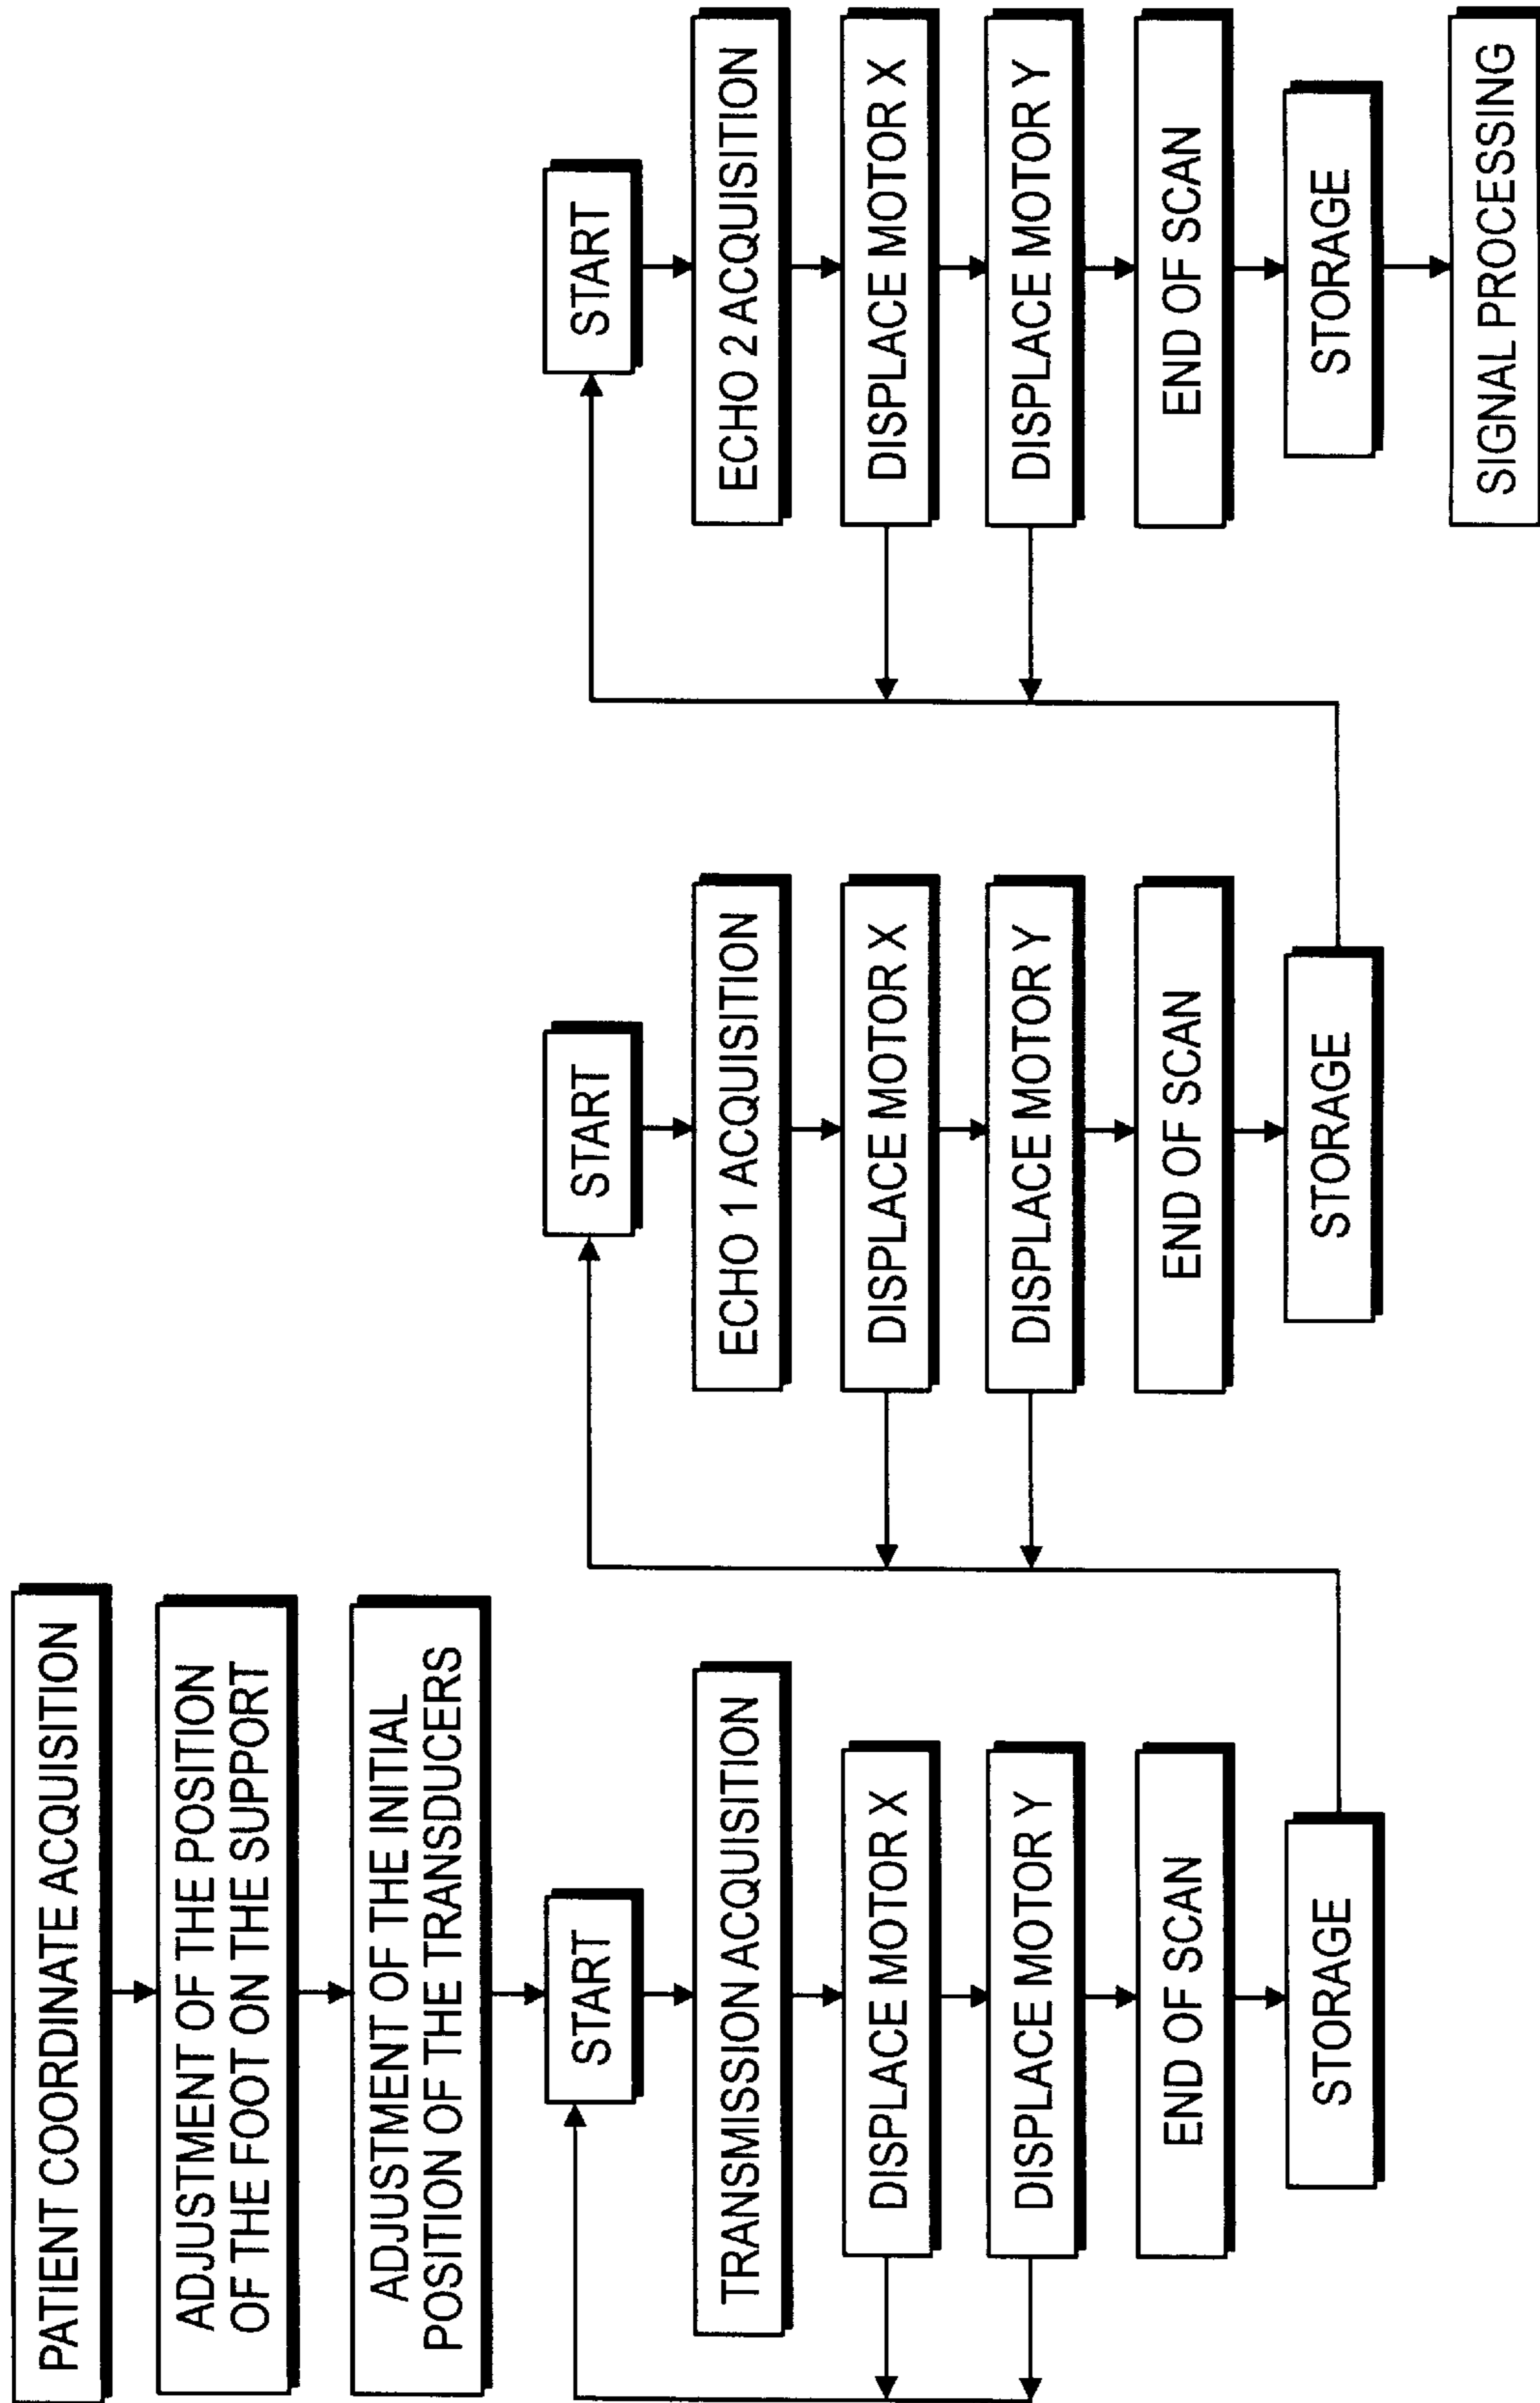 PATIENT COORDINATE ACQUISITION
ADJUSTMENT OF THE POSITION
OF THE FOOT ON THE SUPPORT
ADJUSTMENT OF THE INITIAL
POSITION OF THE TRANSDUCERS
START
TRANSMISSION ACQUISITION
DISPLACE MOTOR X
DISPLACE MOTOR Y
END OF SCAN
STORAGE
START
ECHO 1 ACQUISITION
DISPLACE MOTOR X
DISPLACE MOTOR Y
END OF SCAN
STORAGE
START
ECHO 2 ACQUISITION
DISPLACE MOTOR X
DISPLACE MOTOR Y
END OF SCAN
STORAGE
SIGNAL PROCESSING